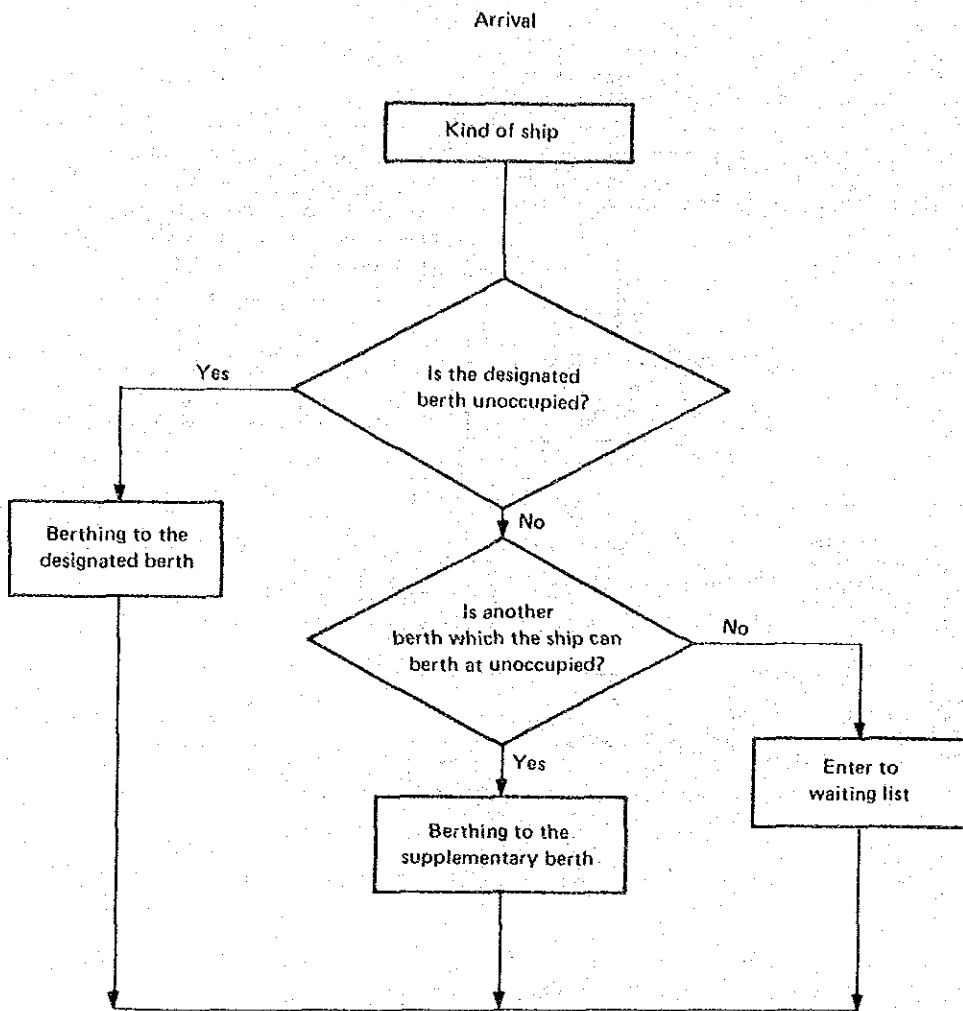 Arrival
Kind of ship
Is the designated
berth unoccupied?
Yes
Berthing to the
designated berth
No
Is another
berth which the ship can
berth at unoccupied?
No
Yes
Enter to
waiting list
Berthing to the
supplementary berth